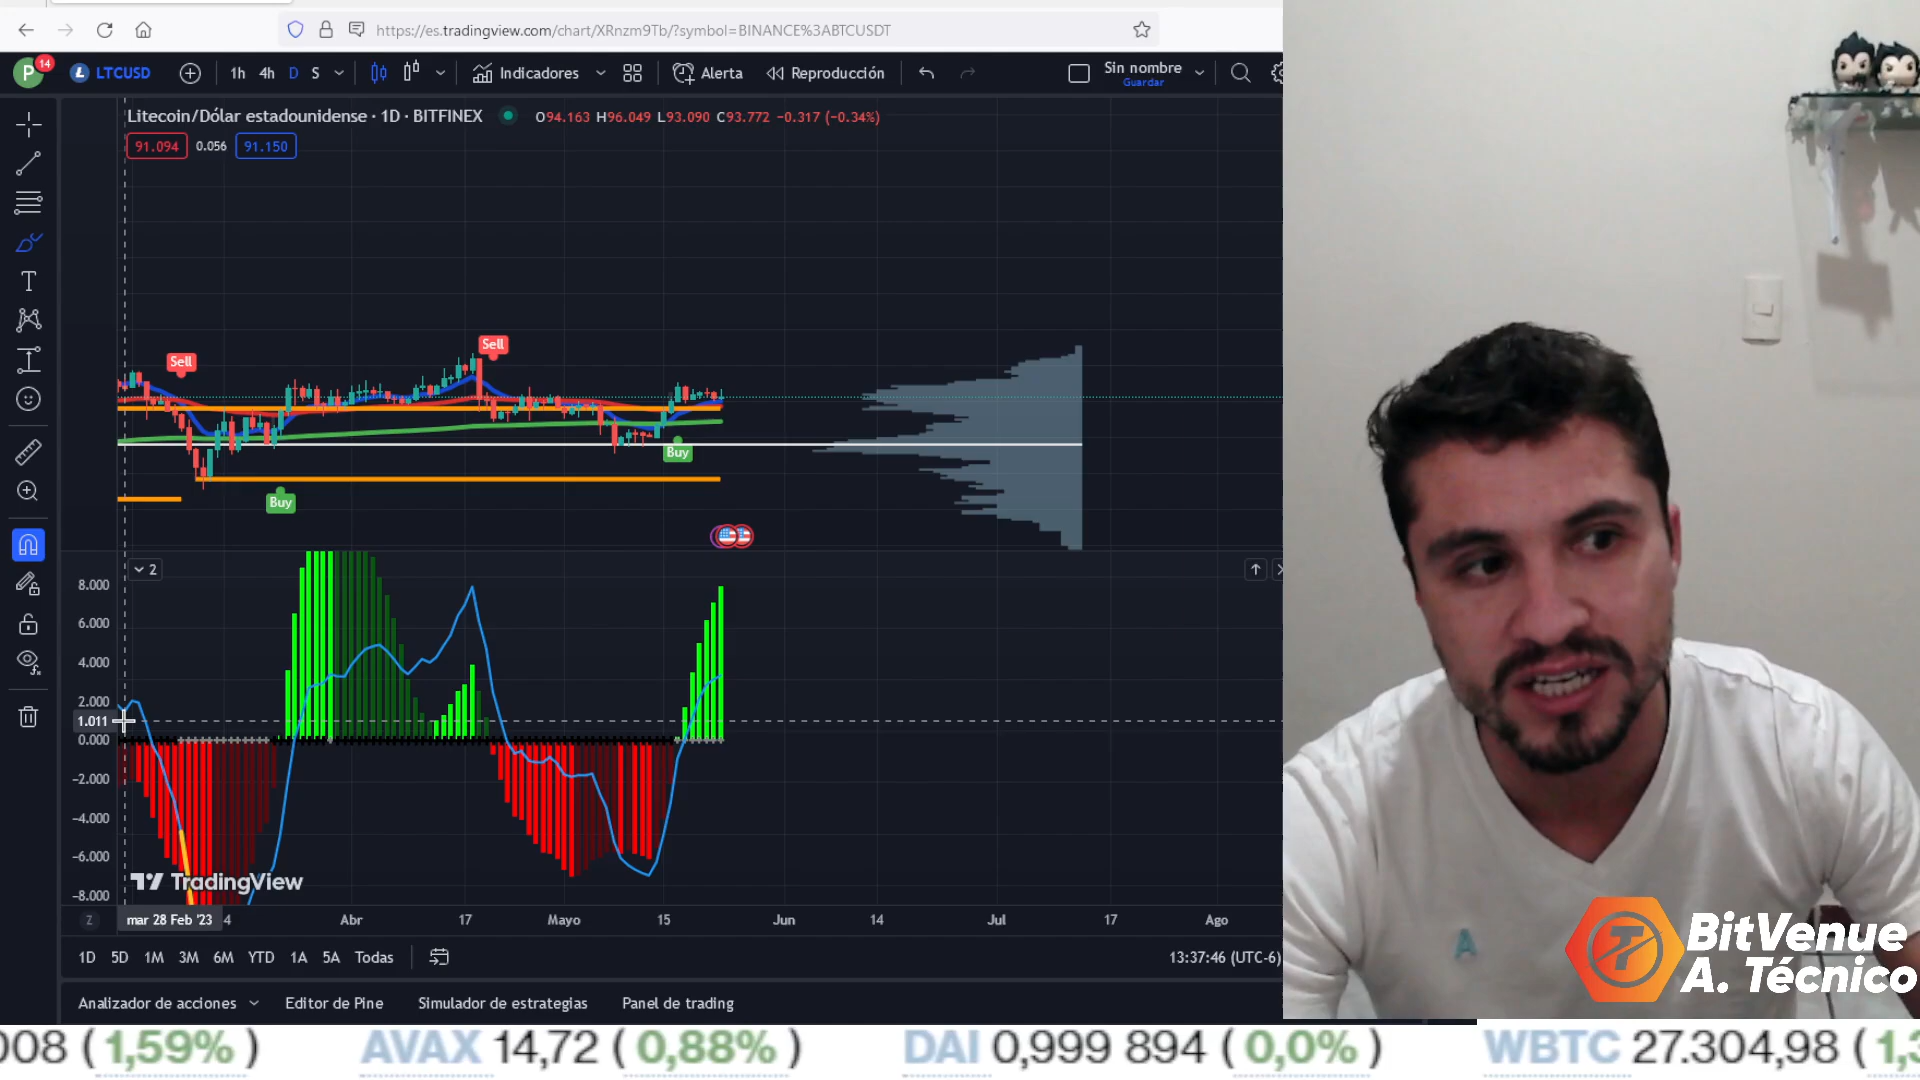 https://es.tradingview.com/chart/XRnzm9Tb/?symbol=BINANCE%3ABTCUSDT
P 14 LTCUSD 1h 4h D S Indicadores Alerta Reproducción Sin nombre
Guardar
Litecoin/Dólar estadounidense · 1D · BITFINEX O94.163 H96.049 L93.090 C93.772 −0.317 (−0.34%)
91.094 0.056 91.150
Sell
Sell
Buy
Buy
2
8.000
6.000
4.000
2.000
1.011
0.000
−2.000
−4.000
−6.000
−8.000
TradingView
Z mar 28 Feb '23 4 Abr 17 Mayo 15 Jun 14 Jul 17 Ago
1D 5D 1M 3M 6M YTD 1A 5A Todas 13:37:46 (UTC-6)
Analizador de acciones Editor de Pine Simulador de estrategias Panel de trading
A
BitVenue
A. Técnico
008 (1,59%) AVAX 14,72 (0,88%) DAI 0,999 894 (0,0%) WBTC 27.304,98 (1,3